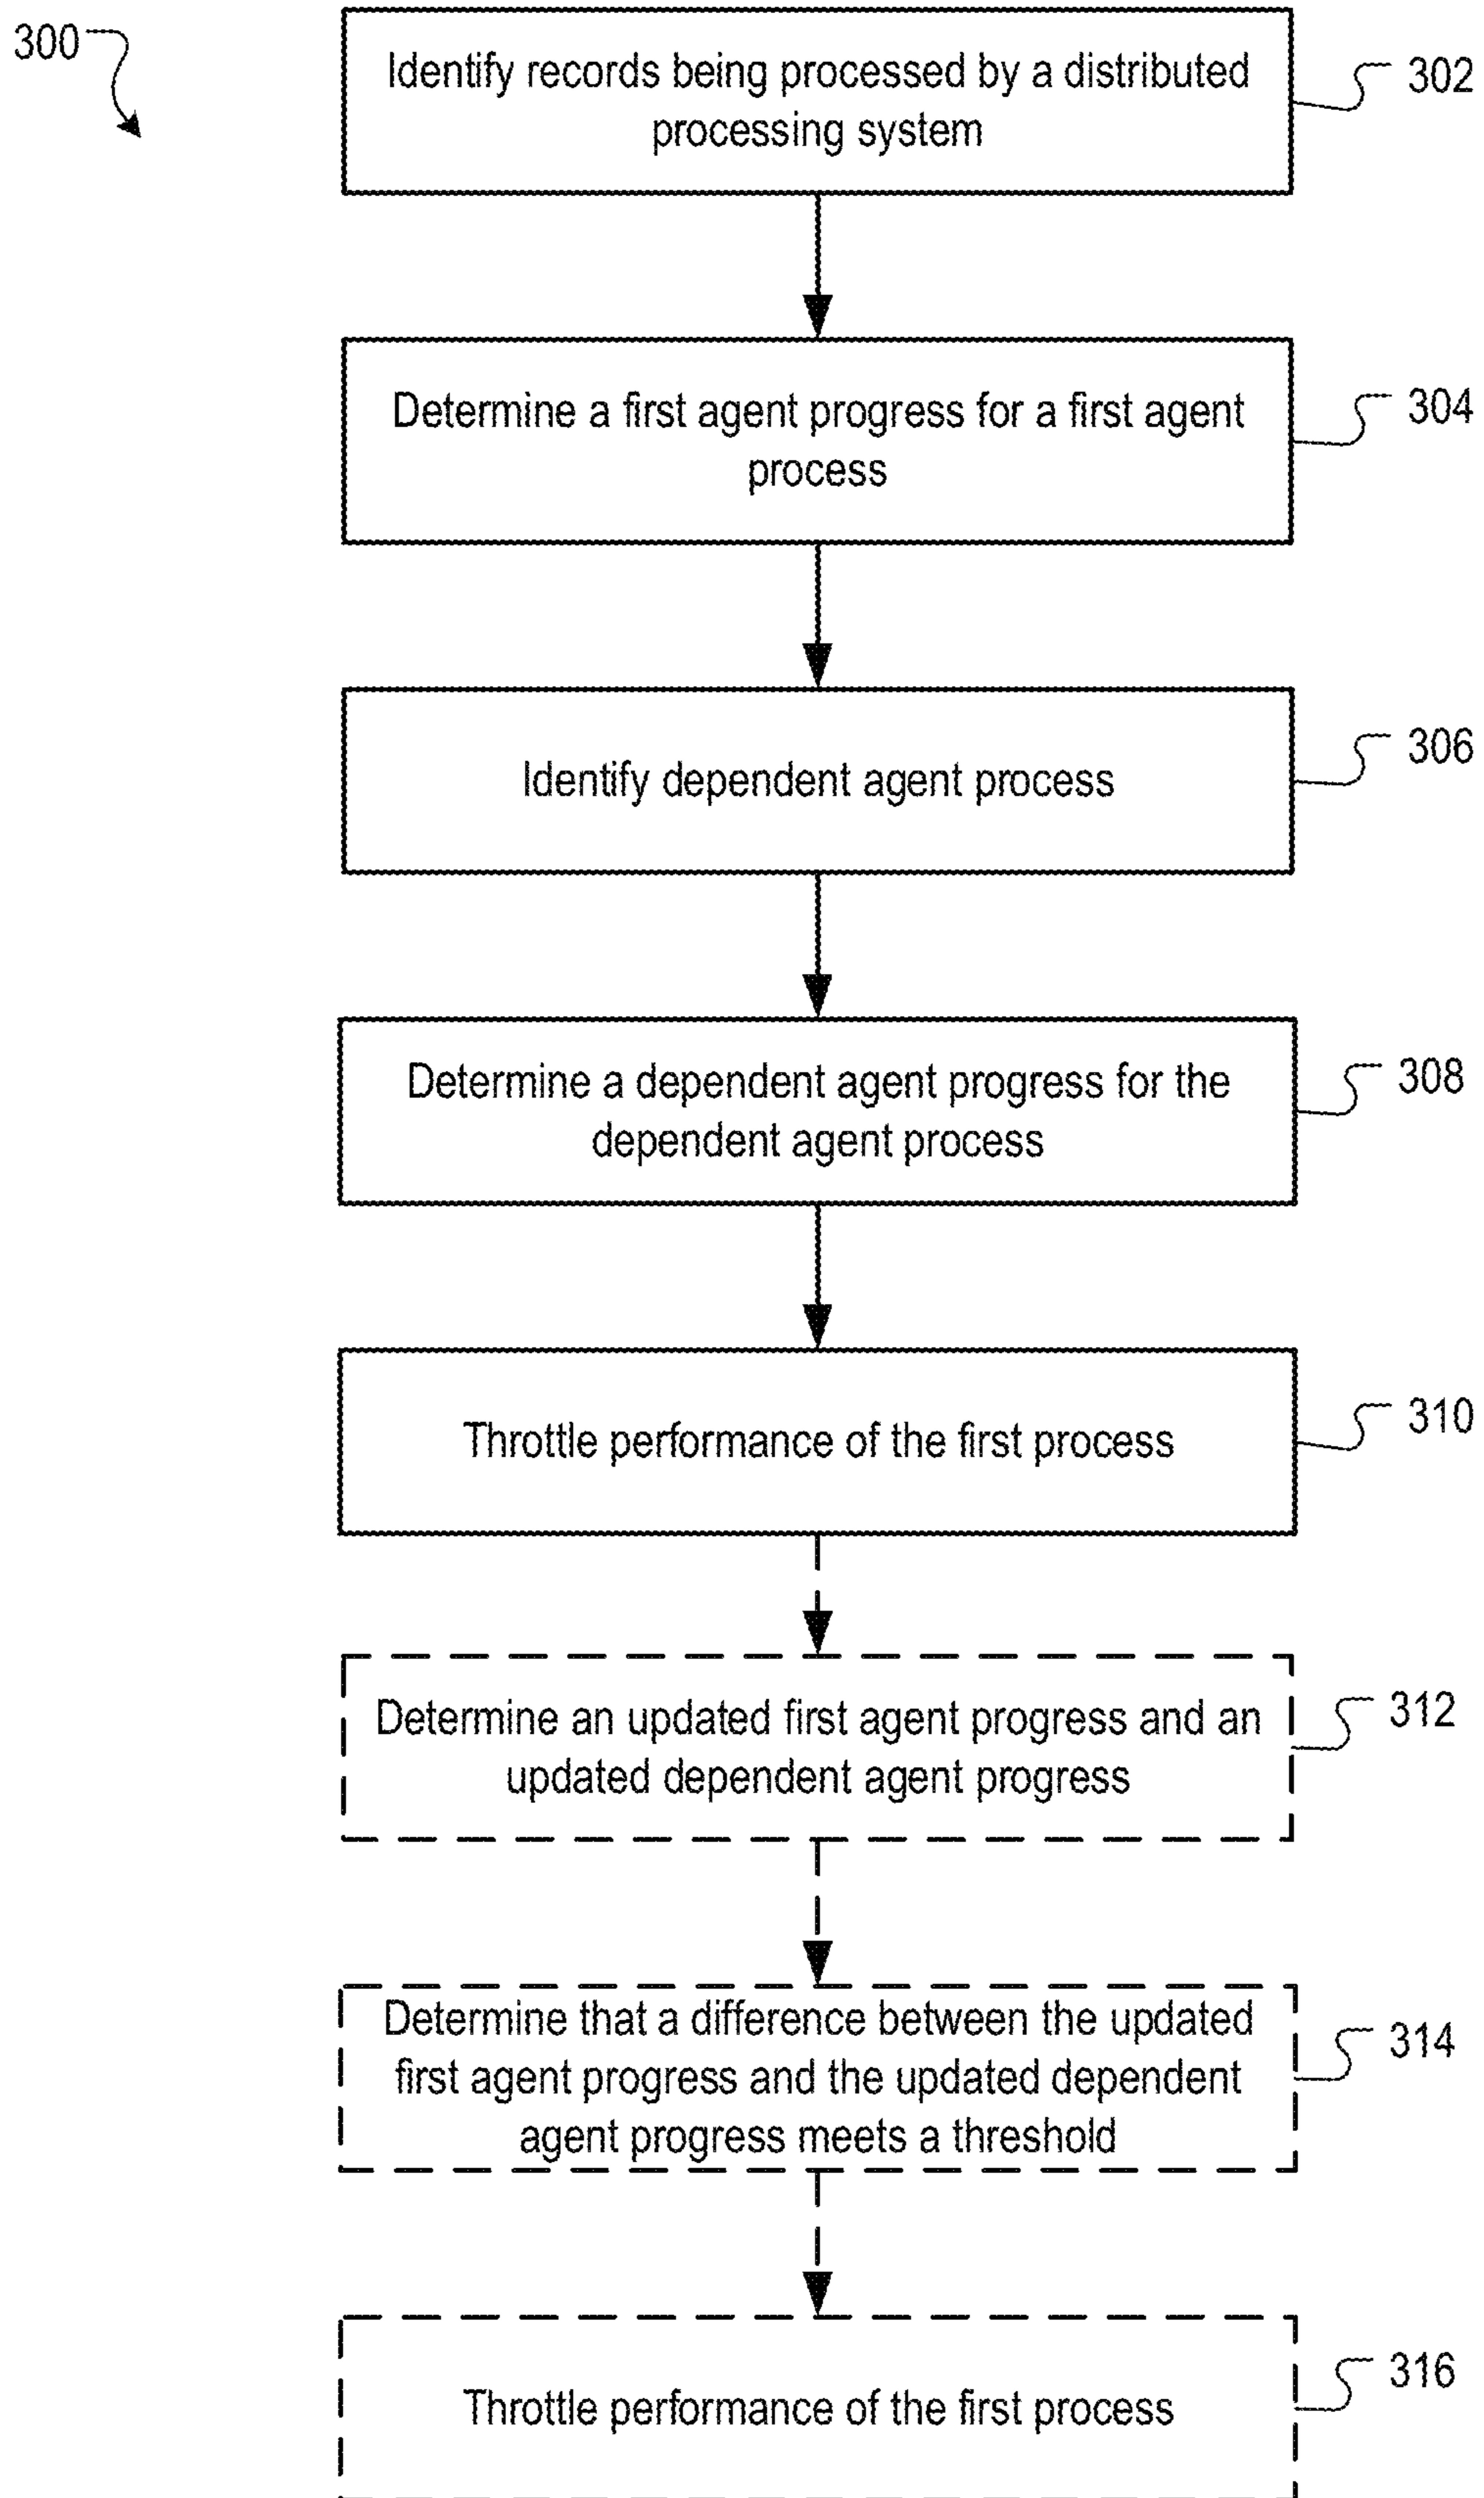 300
Identify records being processed by a distributed
processing system
302
Determine a first agent progress for a first agent
process
304
Identify dependent agent process
306
Determine a dependent agent progress for the
dependent agent process
308
Throttle performance of the first process
310
Determine an updated first agent progress and an
updated dependent agent progress
312
Determine that a difference between the updated
first agent progress and the updated dependent
agent progress meets a threshold
314
Throttle performance of the first process
316